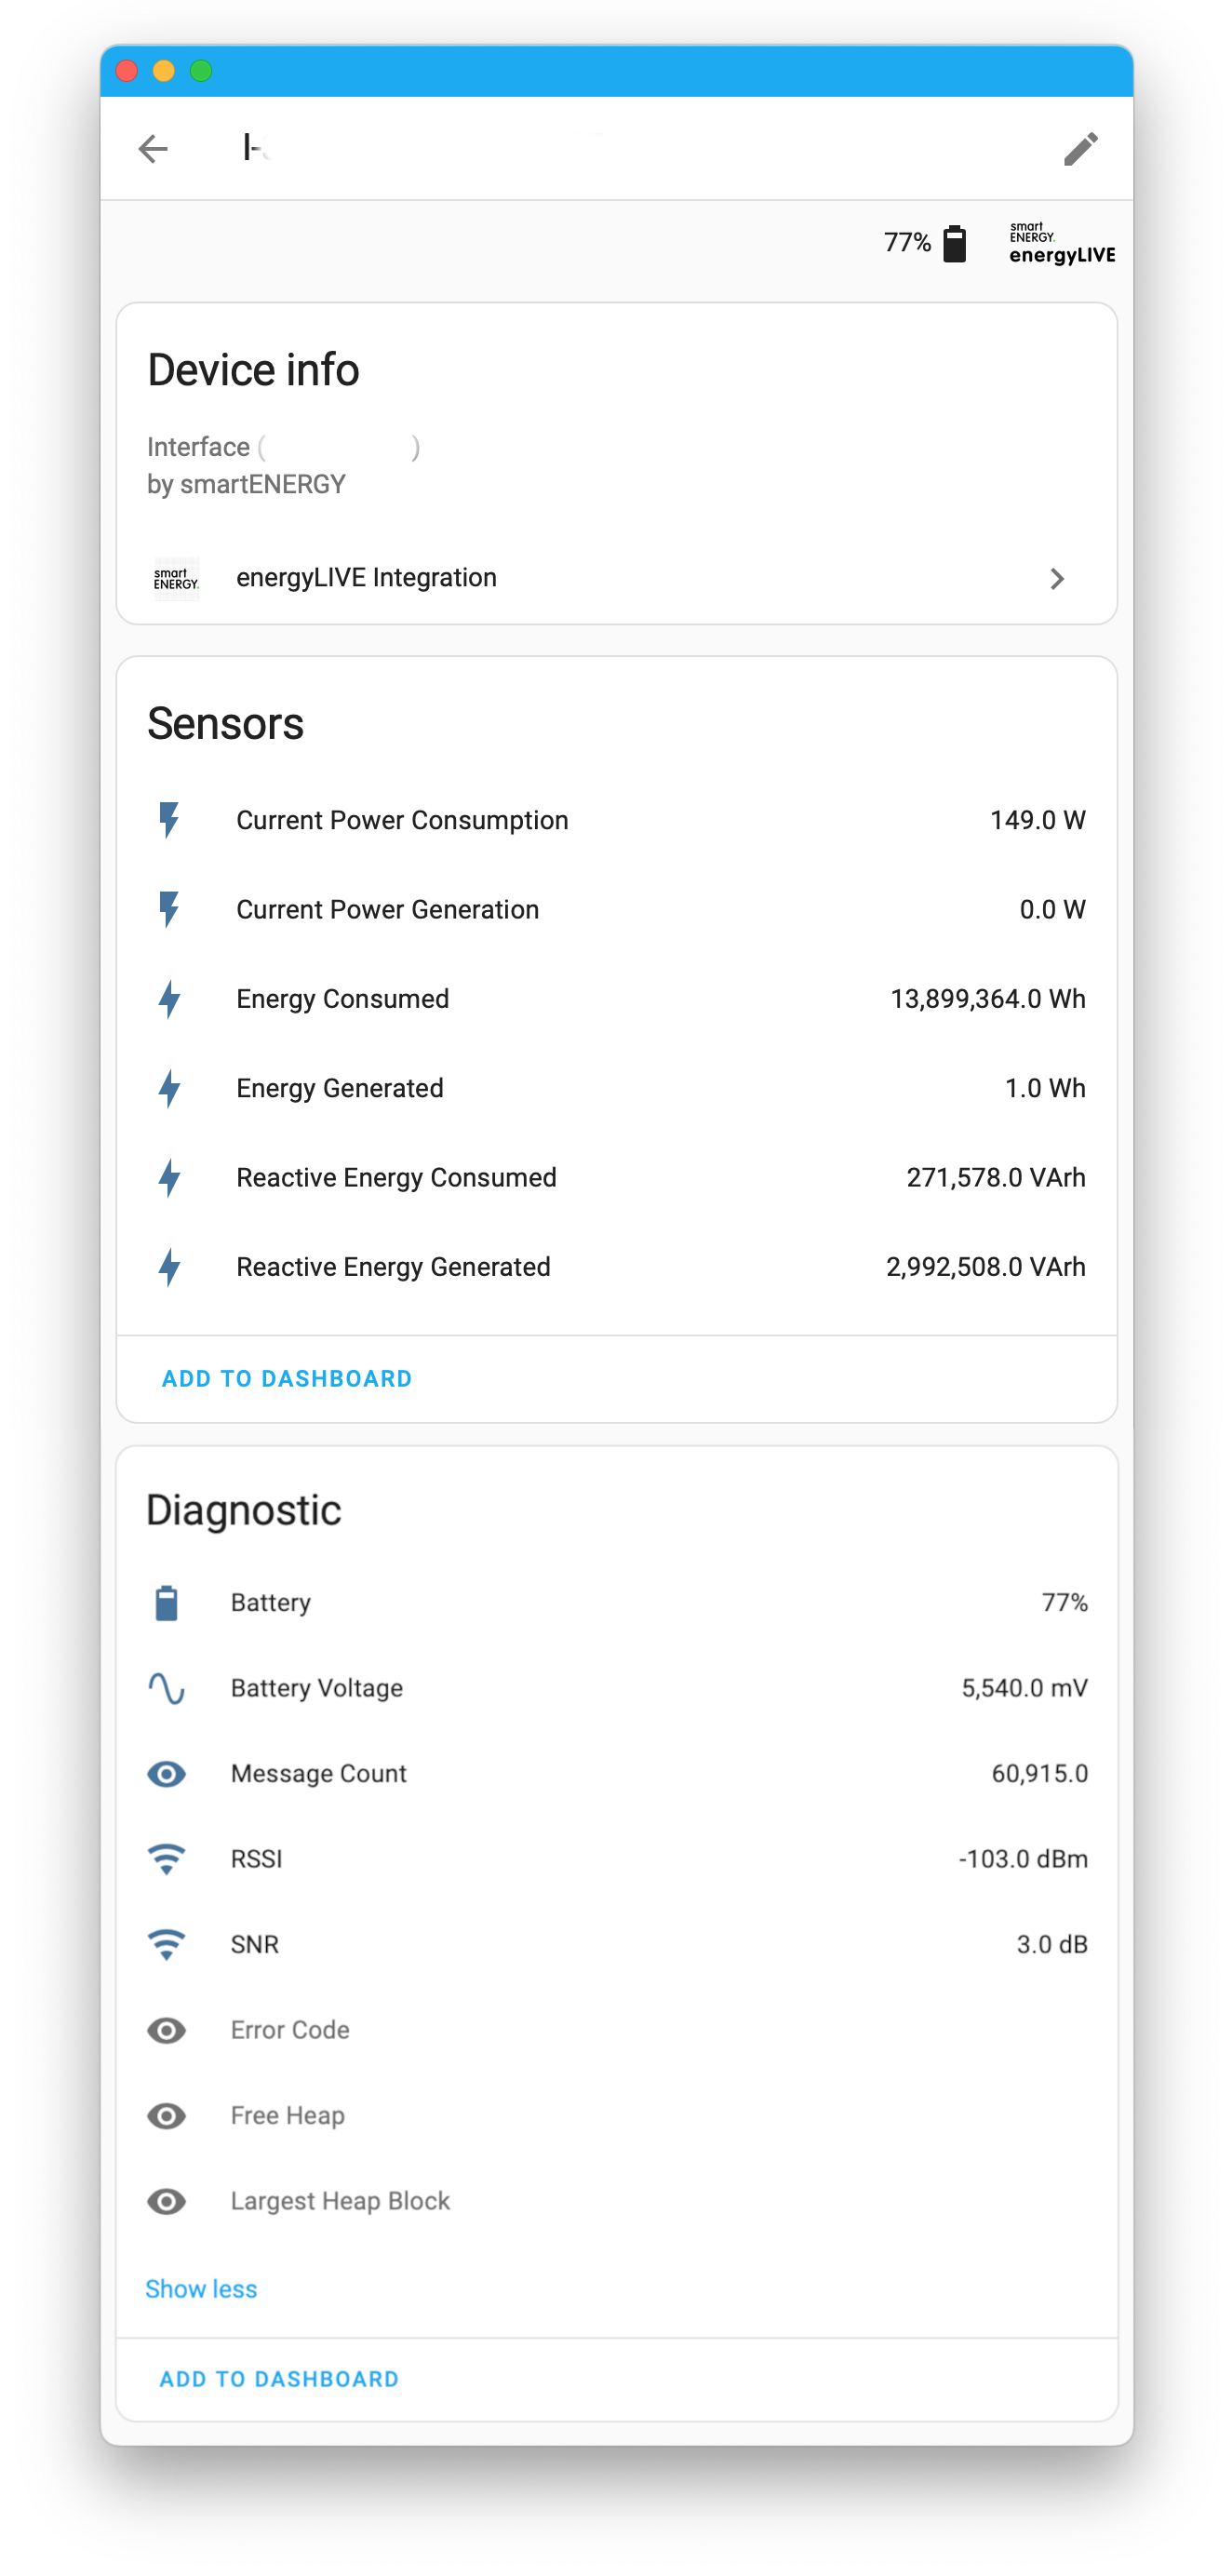 I-
77%
smart
ENERGY.
energyLIVE
Device info
Interface ( )
by smartENERGY
smart
ENERGY.
energyLIVE Integration
Sensors
Current Power Consumption 149.0 W
Current Power Generation 0.0 W
Energy Consumed 13,899,364.0 Wh
Energy Generated 1.0 Wh
Reactive Energy Consumed 271,578.0 VArh
Reactive Energy Generated 2,992,508.0 VArh
ADD TO DASHBOARD
Diagnostic
Battery 77%
Battery Voltage 5,540.0 mV
Message Count 60,915.0
RSSI -103.0 dBm
SNR 3.0 dB
Error Code
Free Heap
Largest Heap Block
Show less
ADD TO DASHBOARD